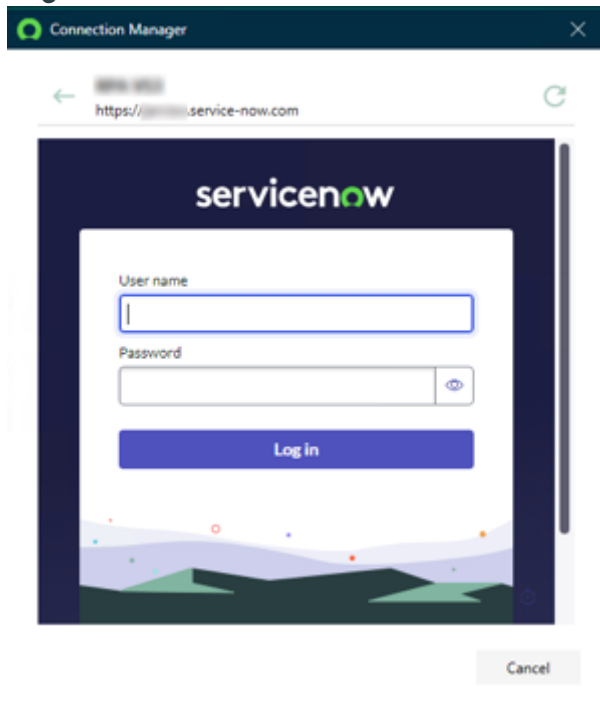 Connection Manager
https:// .service-now.com
servicenow
User name
Password
Log in
Cancel